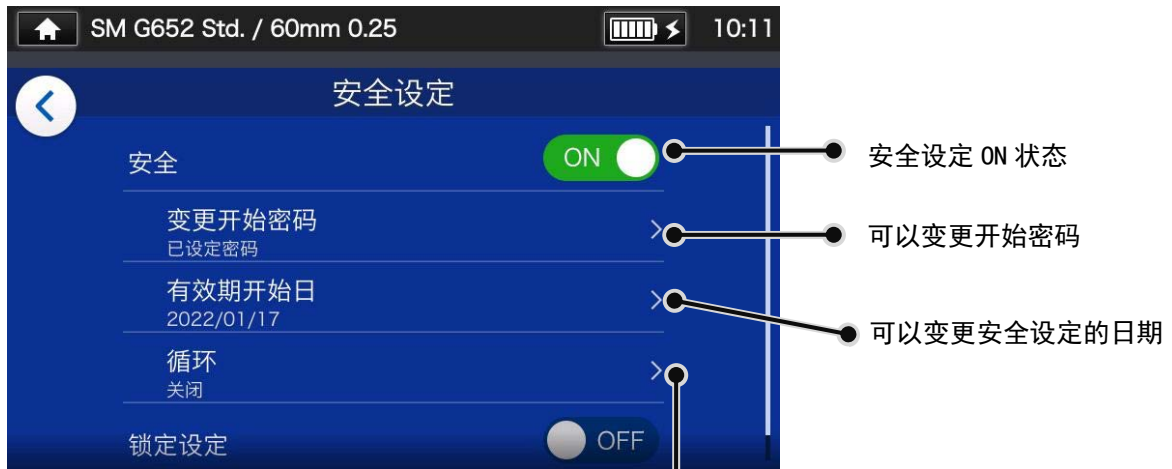 SM G652 Std. / 60mm 0.25
10:11
安全设定
安全
ON
安全设定 ON 状态
变更开始密码
已设定密码
可以变更开始密码
有效期开始日
2022/01/17
可以变更安全设定的日期
循环
关闭
锁定设定
OFF